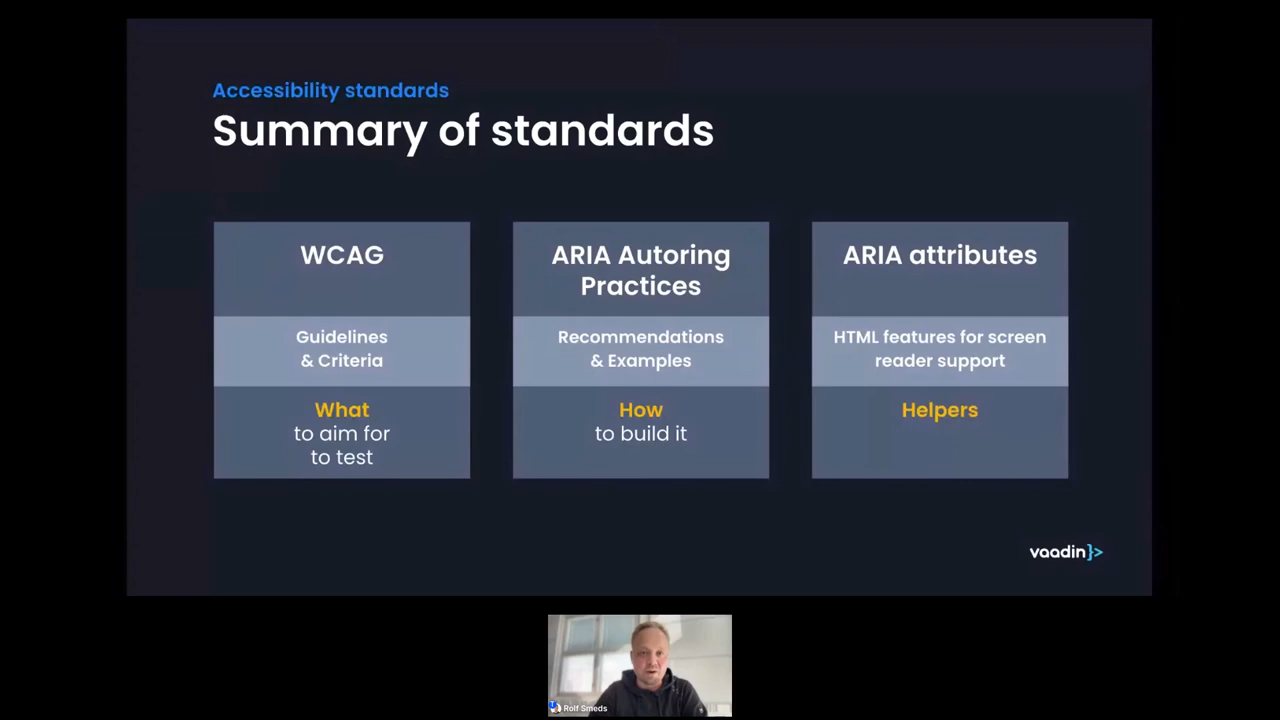 Accessibility standards
Summary of standards
WCAG
Guidelines
& Criteria
What
to aim for
to test
ARIA Autoring
Practices
Recommendations
& Examples
How
to build it
ARIA attributes
HTML features for screen
reader support
Helpers
vaadin}>
Rolf Smeds